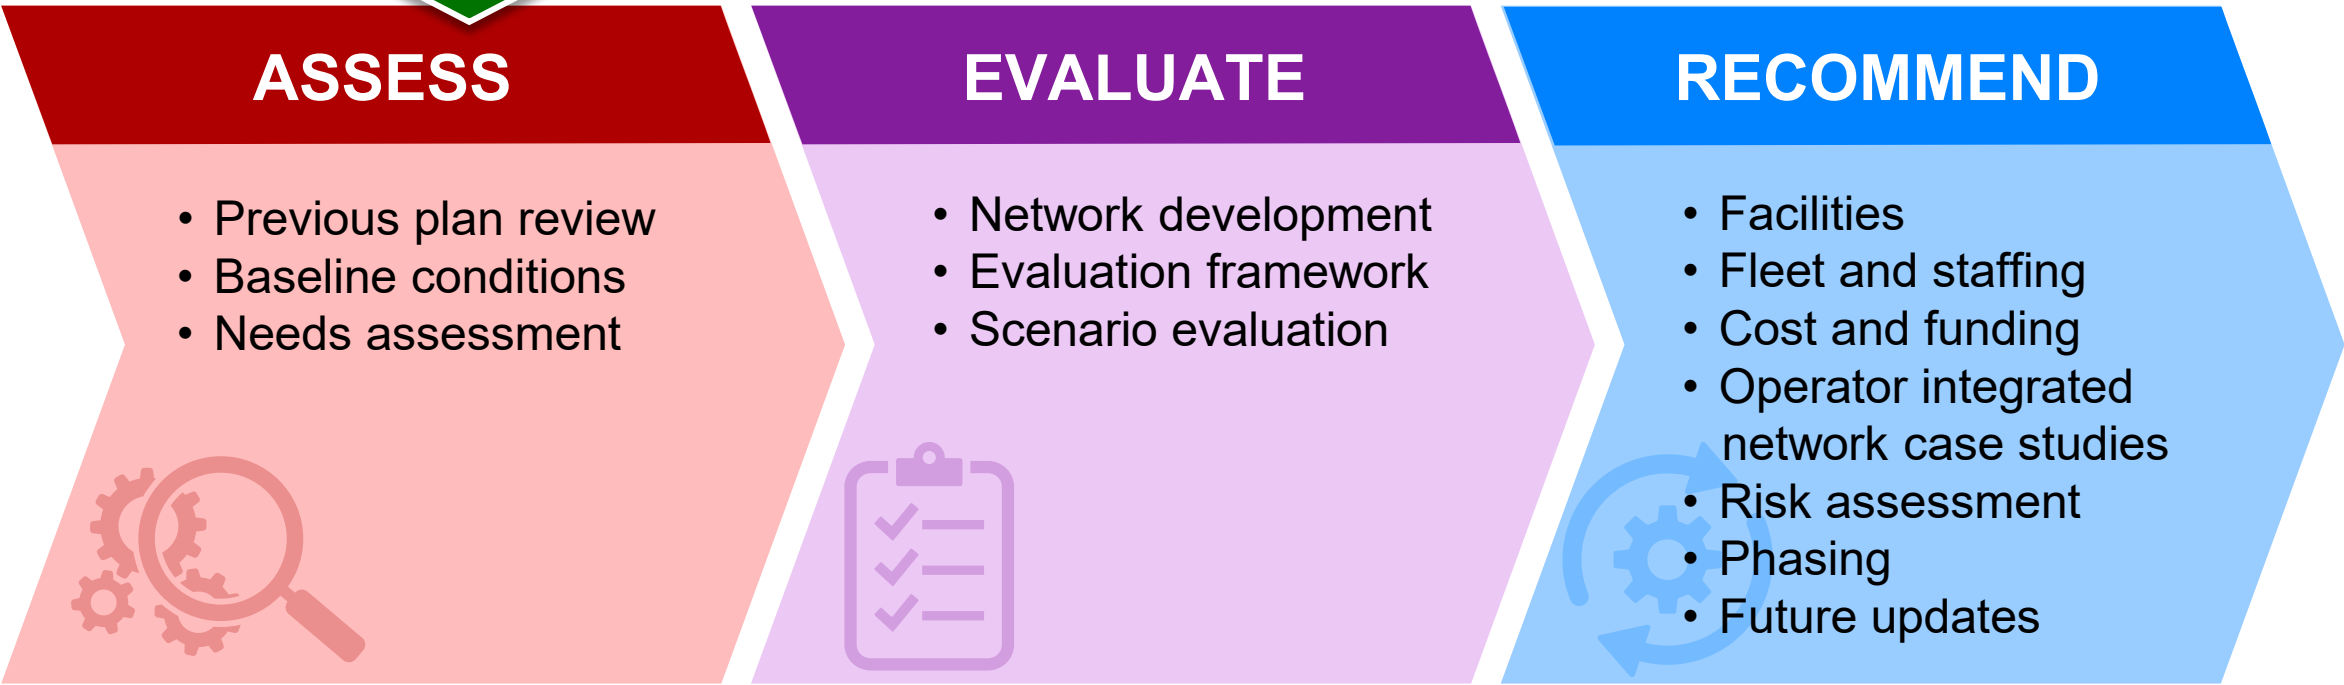 ASSESS
• Previous plan review
• Baseline conditions
• Needs assessment
EVALUATE
• Network development
• Evaluation framework
• Scenario evaluation
RECOMMEND
• Facilities
• Fleet and staffing
• Cost and funding
• Operator integrated
network case studies
• Risk assessment
• Phasing
• Future updates